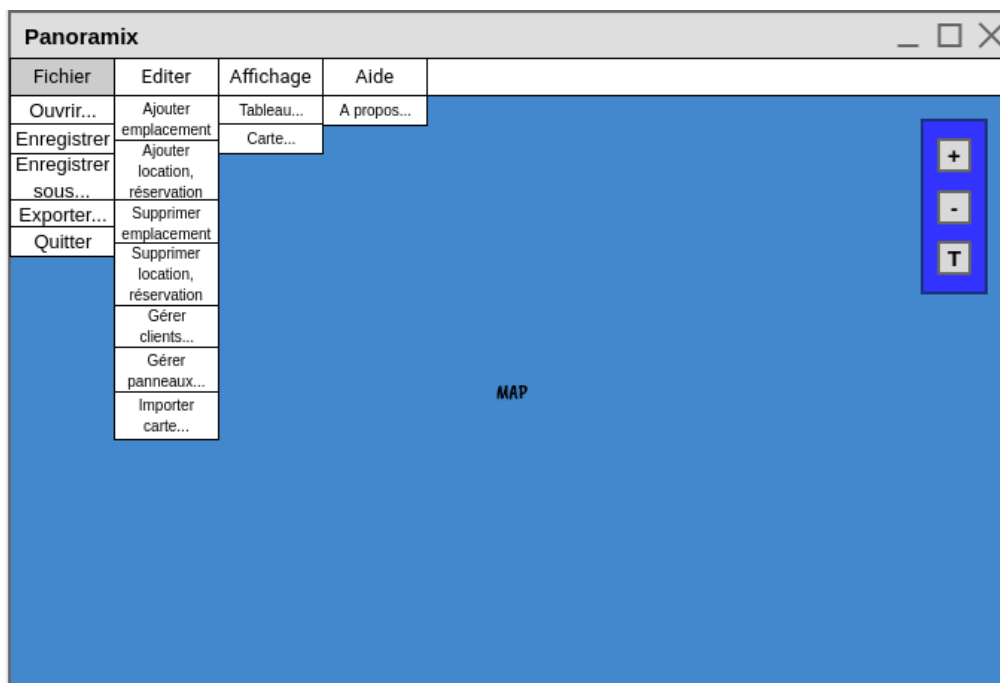 Panoramix
Fichier Editer Affichage Aide
Ouvrir...
Enregistrer
Enregistrer
sous...
Exporter...
Quitter
Ajouter
emplacement
Ajouter
location,
réservation
Supprimer
emplacement
Supprimer
location,
réservation
Gérer
clients...
Gérer
panneaux...
Importer
carte...
Tableau...
Carte...
A propos...
+
-
T
MAP